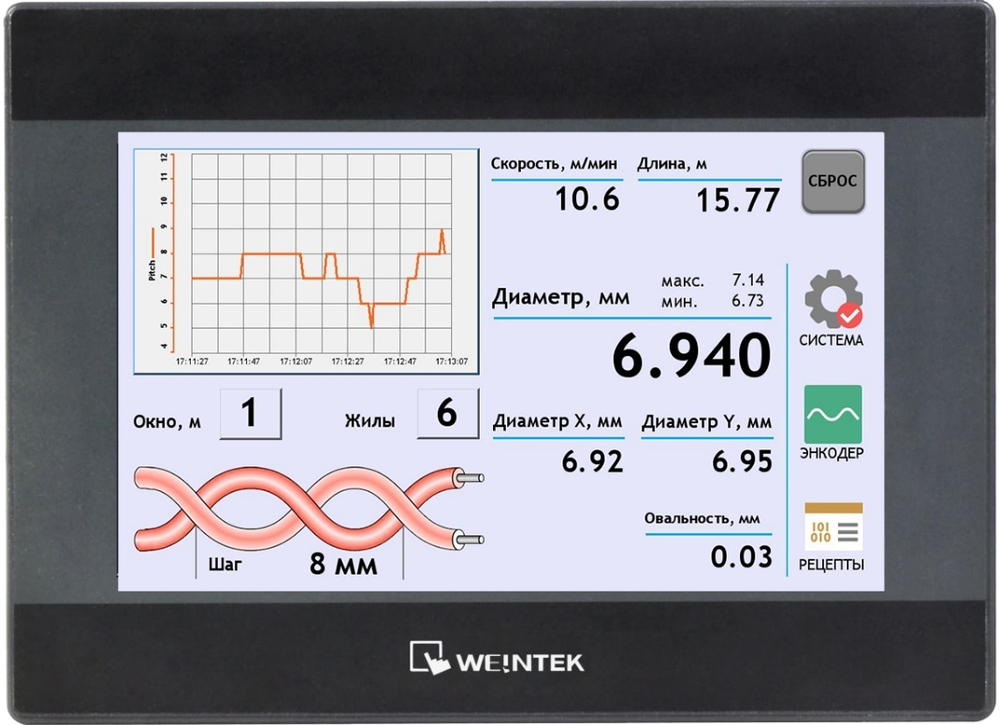 12
11
10
9
8
7
6
5
4
Pitch
17:11:27 17:11:47 17:12:07 17:12:27 17:12:47 17:13:07
Скорость, м/мин Длина, м
10.6 15.77
СБРОС
Диаметр, мм
макс. 7.14
мин. 6.73
6.940
СИСТЕМА
Окно, м 1 Жилы 6
Диаметр X, мм Диаметр Y, мм
6.92 6.95
ЭНКОДЕР
Овальность, мм
0.03
Шаг 8 мм
101
010
РЕЦЕПТЫ
WEINTEK